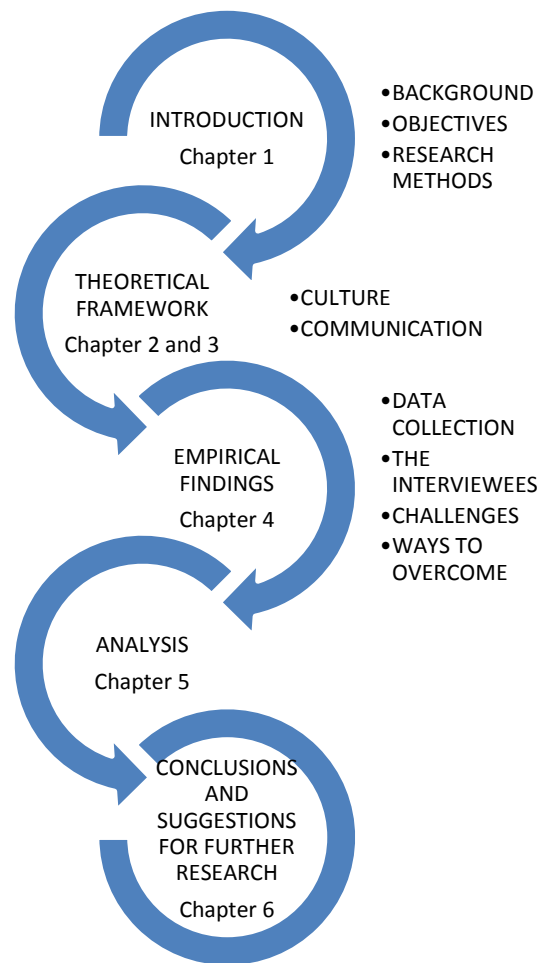 INTRODUCTION
Chapter 1
•BACKGROUND
•OBJECTIVES
•RESEARCH
METHODS
THEORETICAL
FRAMEWORK
Chapter 2 and 3
•CULTURE
•COMMUNICATION
EMPIRICAL
FINDINGS
Chapter 4
•DATA
COLLECTION
•THE
INTERVIEWEES
•CHALLENGES
•WAYS TO
OVERCOME
ANALYSIS
Chapter 5
CONCLUSIONS
AND
SUGGESTIONS
FOR FURTHER
RESEARCH
Chapter 6